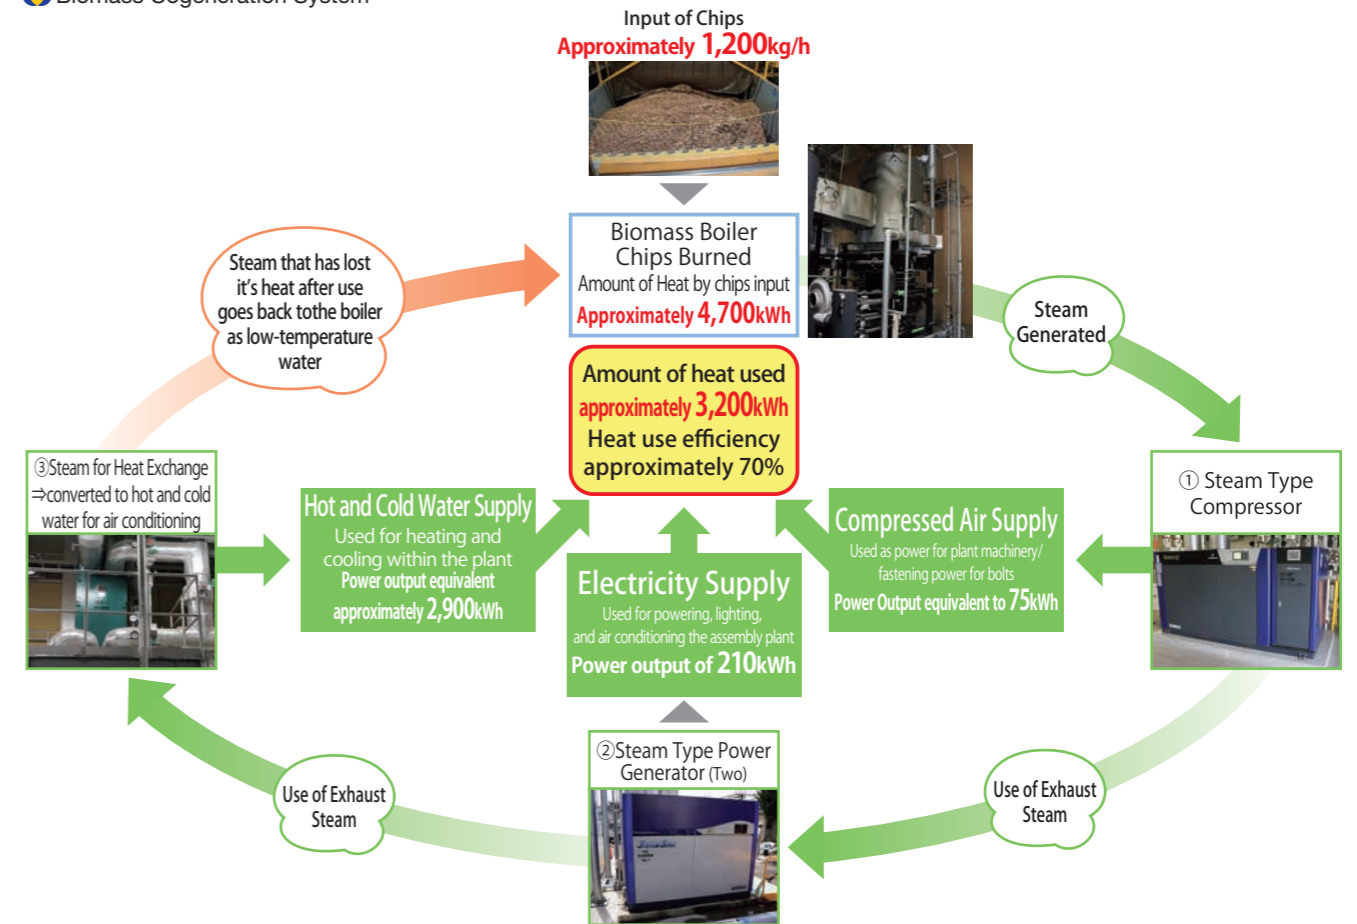 Biomass Cogeneration System
Input of Chips
Approximately 1,200kg/h
Biomass Boiler
Chips Burned
Amount of Heat by chips input
Approximately 4,700kWh
Steam that has lost
it's heat after use
goes back tothe boiler
as low-temperature
water
Steam
Generated
Amount of heat used
approximately 3,200kWh
Heat use efficiency
approximately 70%
③Steam for Heat Exchange
⇒converted to hot and cold
water for air conditioning
Hot and Cold Water Supply
Used for heating and
cooling within the plant
Power output equivalent
approximately 2,900kWh
Electricity Supply
Used for powering, lighting,
and air conditioning the assembly plant
Power output of 210kWh
Compressed Air Supply
Used as power for plant machinery/
fastening power for bolts
Power Output equivalent to 75kWh
① Steam Type
Compressor
②Steam Type Power
Generator (Two)
Use of Exhaust
Steam
Use of Exhaust
Steam